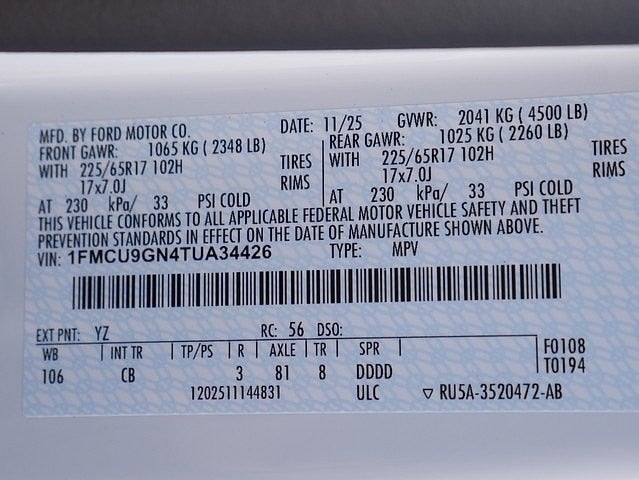 MFD. BY FORD MOTOR CO. DATE: 11/25 GVWR: 2041 KG ( 4500 LB)
FRONT GAWR: 1065 KG ( 2348 LB) REAR GAWR: 1025 KG ( 2260 LB)
WITH 225/65R17 102H TIRES WITH 225/65R17 102H TIRES
17x7.0J RIMS 17x7.0J RIMS
AT 230 kPa/ 33 PSI COLD AT 230 kPa/ 33 PSI COLD
THIS VEHICLE CONFORMS TO ALL APPLICABLE FEDERAL MOTOR VEHICLE SAFETY AND THEFT
PREVENTION STANDARDS IN EFFECT ON THE DATE OF MANUFACTURE SHOWN ABOVE.
VIN: 1FMCU9GN4TUA34426 TYPE: MPV
EXT PNT: YZ RC: 56 DSO:
WB INT TR TP/PS R AXLE TR SPR F0108
106 CB 3 81 8 DDDD T0194
1202511144831 ULC ▽ RU5A-3520472-AB